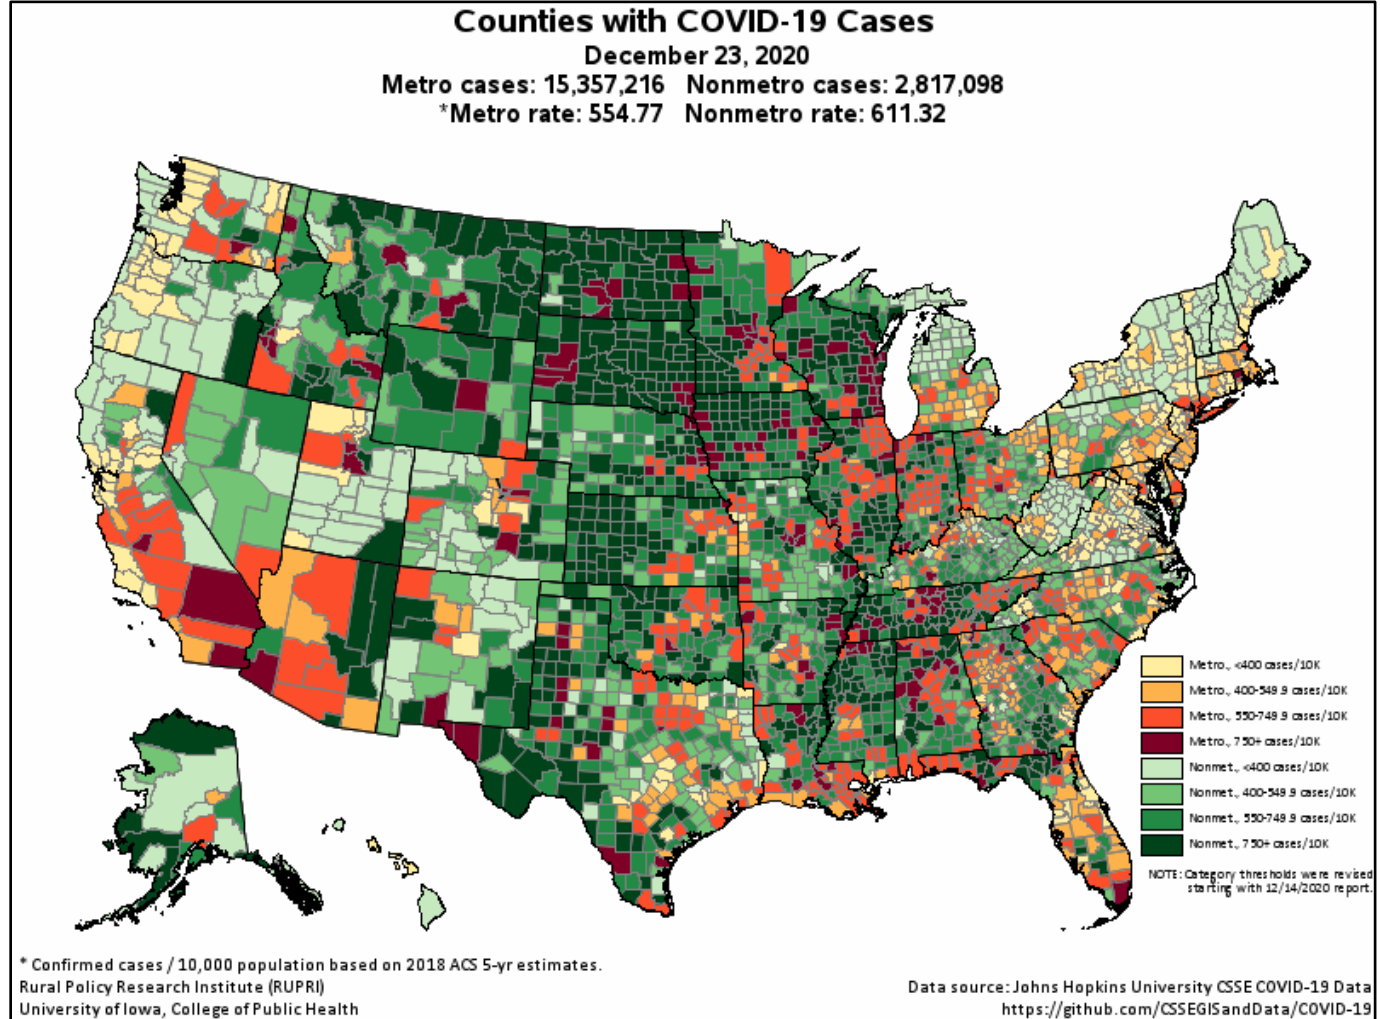 Counties with COVID-19 Cases
December 23, 2020
Metro cases: 15,357,216 Nonmetro cases: 2,817,098
*Metro rate: 554.77 Nonmetro rate: 611.32
Metro., <400 cases/10K
Metro., 400-549.9 cases/10K
Metro., 550-749.9 cases/10K
Metro., 750+ cases/10K
Nonmet., <400 cases/10K
Nonmet., 400-549.9 cases/10K
Nonmet., 550-749.9 cases/10K
Nonmet., 750+ cases/10K
NOTE: Category thresholds were revised
starting with 12/14/2020 report.
* Confirmed cases / 10,000 population based on 2018 ACS 5-yr estimates.
Rural Policy Research Institute (RUPRI)
University of Iowa, College of Public Health
Data source: Johns Hopkins University CSSE COVID-19 Data
https://github.com/CSSEGISandData/COVID-19